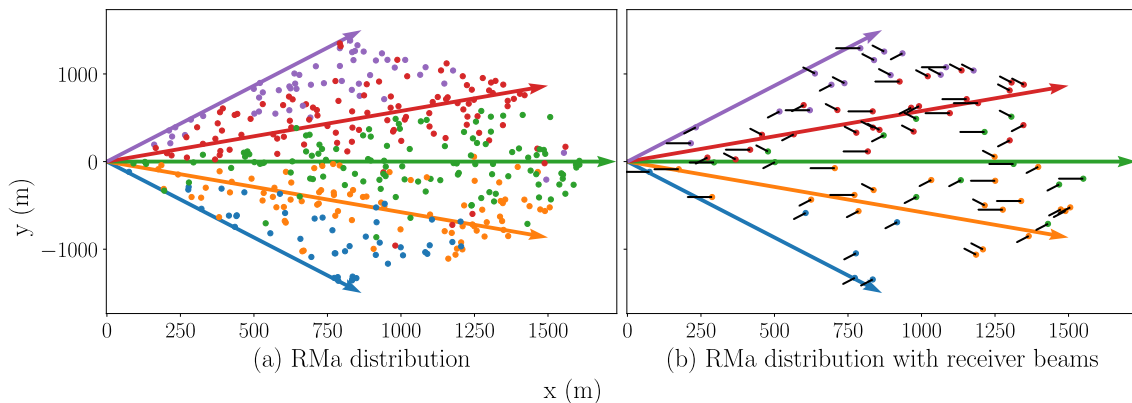 1000
0
−1000
y (m)
0 250 500 750 1000 1250 1500
0 250 500 750 1000 1250 1500
(a) RMa distribution
(b) RMa distribution with receiver beams
x (m)